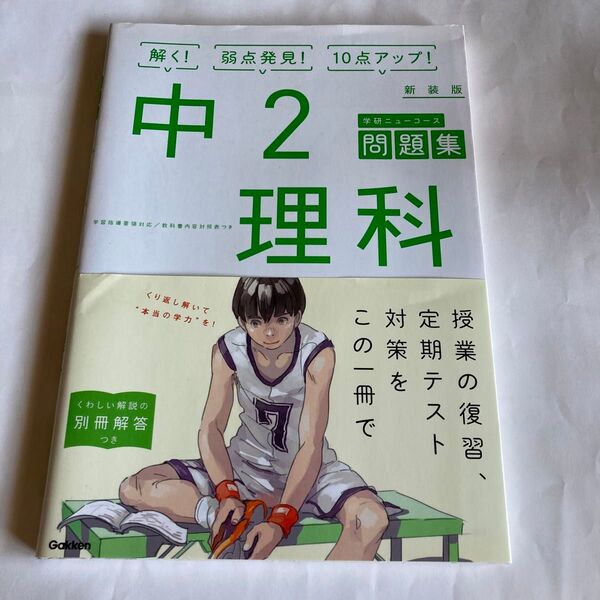 解く! 弱点発見! 10点アップ!
新装版
中2
学研ニューコース
問題集
学習指導要領対応/教科書内容対照表つき
理科
くり返し解いて
"本当の学力"を!
授業の復習、
定期テスト
対策を
この一冊で
くわしい解説の
別冊解答
つき
7
Gakken